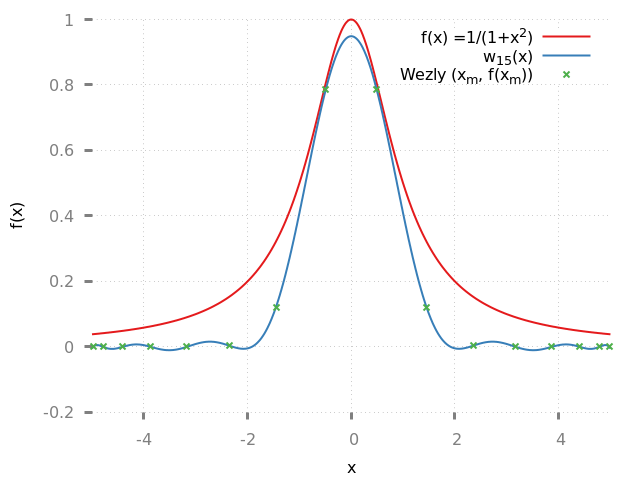 1
0.8
0.6
0.4
0.2
0
-0.2
f(x)
f(x) =1/(1+x²)
w₁₅(x)
Wezly (xₘ, f(xₘ))
-4
-2
0
2
4
x